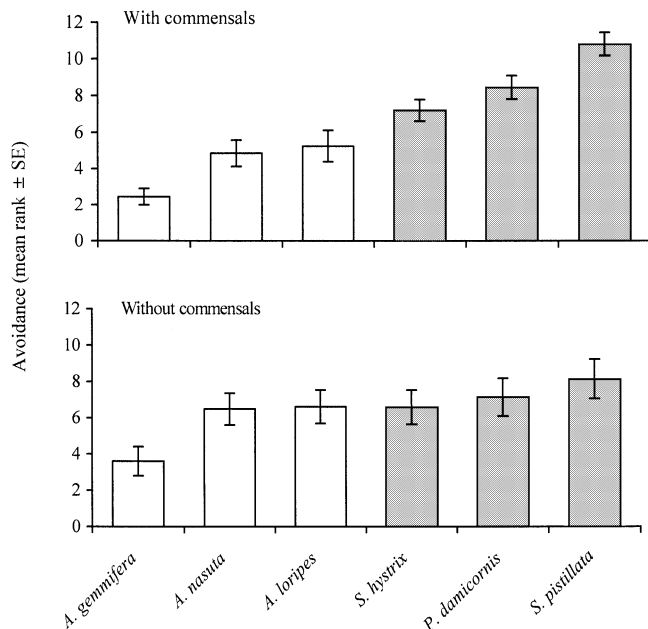 With commensals
12
10
8
6
4
2
0
Avoidance (mean rank ± SE)
Without commensals
12
10
8
6
4
2
0
A. gemmifera
A. nasuta
A. loripes
S. hystrix
P. damicornis
S. pistillata